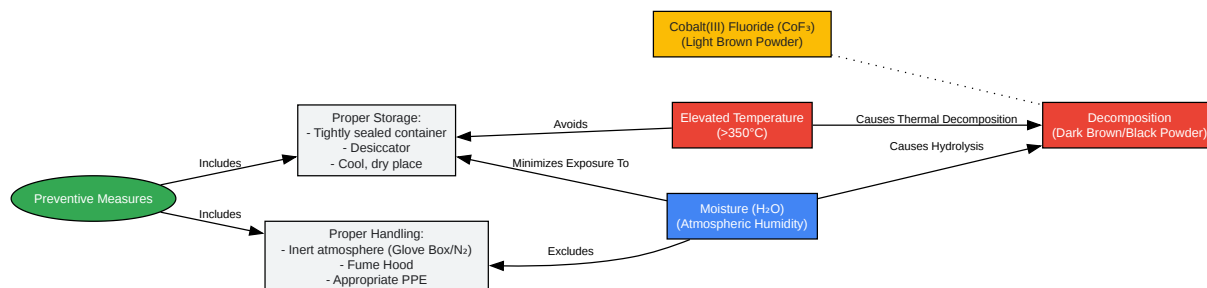 Cobalt(III) Fluoride (CoF₃)
(Light Brown Powder)
Proper Storage:
- Tightly sealed container
- Desiccator
- Cool, dry place
Avoids
Elevated Temperature
(>350°C)
Causes Thermal Decomposition
Decomposition
(Dark Brown/Black Powder)
Causes Hydrolysis
Minimizes Exposure To
Includes
Preventive Measures
Moisture (H₂O)
(Atmospheric Humidity)
Includes
Proper Handling:
- Inert atmosphere (Glove Box/N₂)
- Fume Hood
- Appropriate PPE
Excludes